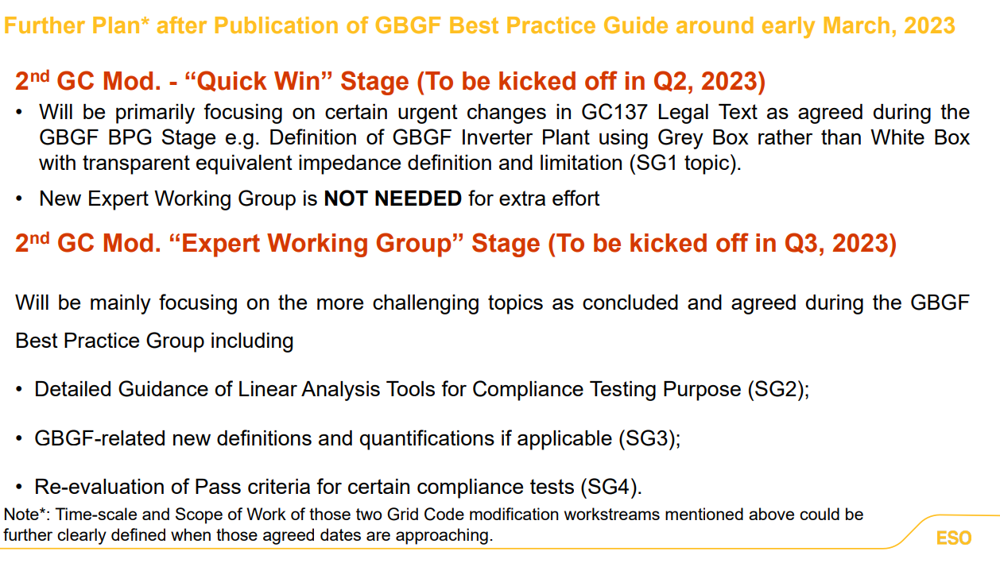 Further Plan* after Publication of GBGF Best Practice Guide around early March, 2023
2nd GC Mod. - “Quick Win” Stage (To be kicked off in Q2, 2023)
• Will be primarily focusing on certain urgent changes in GC137 Legal Text as agreed during the
GBGF BPG Stage e.g. Definition of GBGF Inverter Plant using Grey Box rather than White Box
with transparent equivalent impedance definition and limitation (SG1 topic).
• New Expert Working Group is NOT NEEDED for extra effort
2nd GC Mod. “Expert Working Group” Stage (To be kicked off in Q3, 2023)
Will be mainly focusing on the more challenging topics as concluded and agreed during the GBGF
Best Practice Group including
• Detailed Guidance of Linear Analysis Tools for Compliance Testing Purpose (SG2);
• GBGF-related new definitions and quantifications if applicable (SG3);
• Re-evaluation of Pass criteria for certain compliance tests (SG4).
Note*: Time-scale and Scope of Work of those two Grid Code modification workstreams mentioned above could be
further clearly defined when those agreed dates are approaching.
ESO